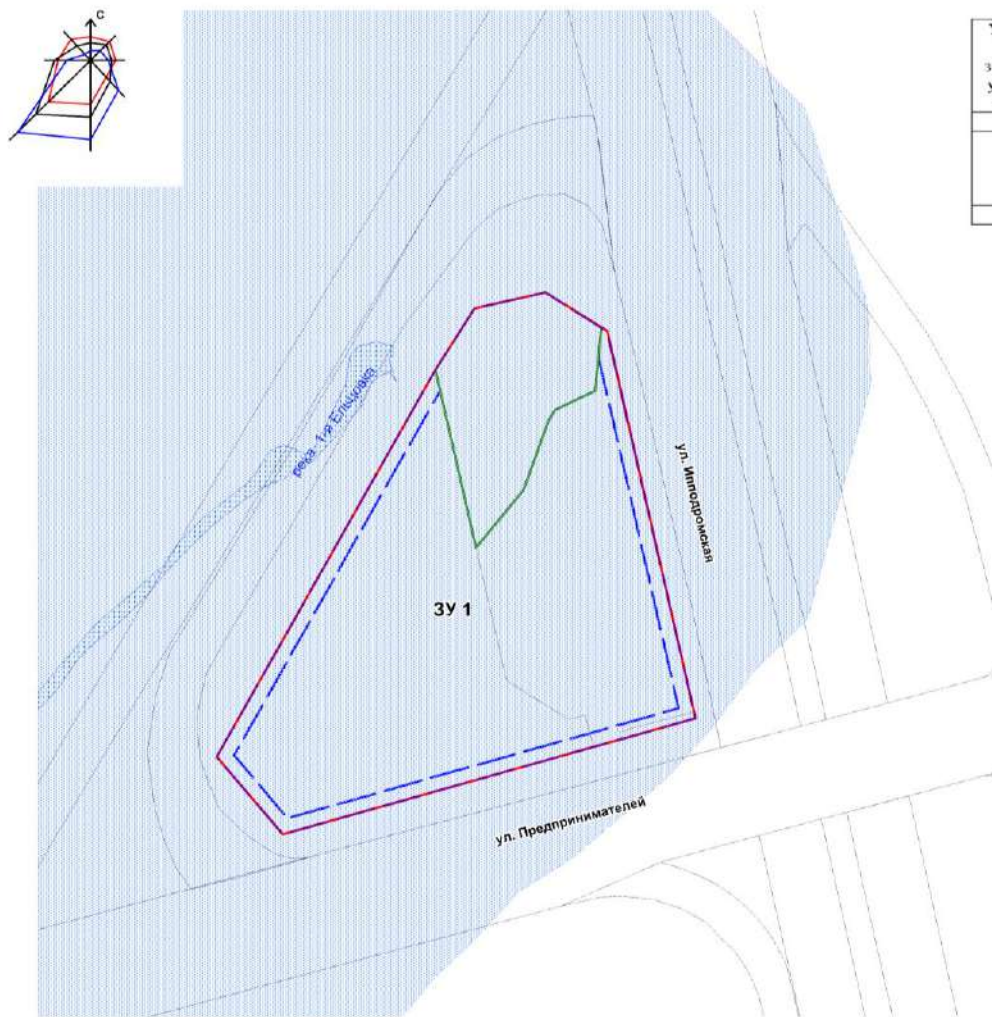 С
река 1-я Ельцовка
ул. Ипподромская
ЗУ 1
ул. Предпринимателей